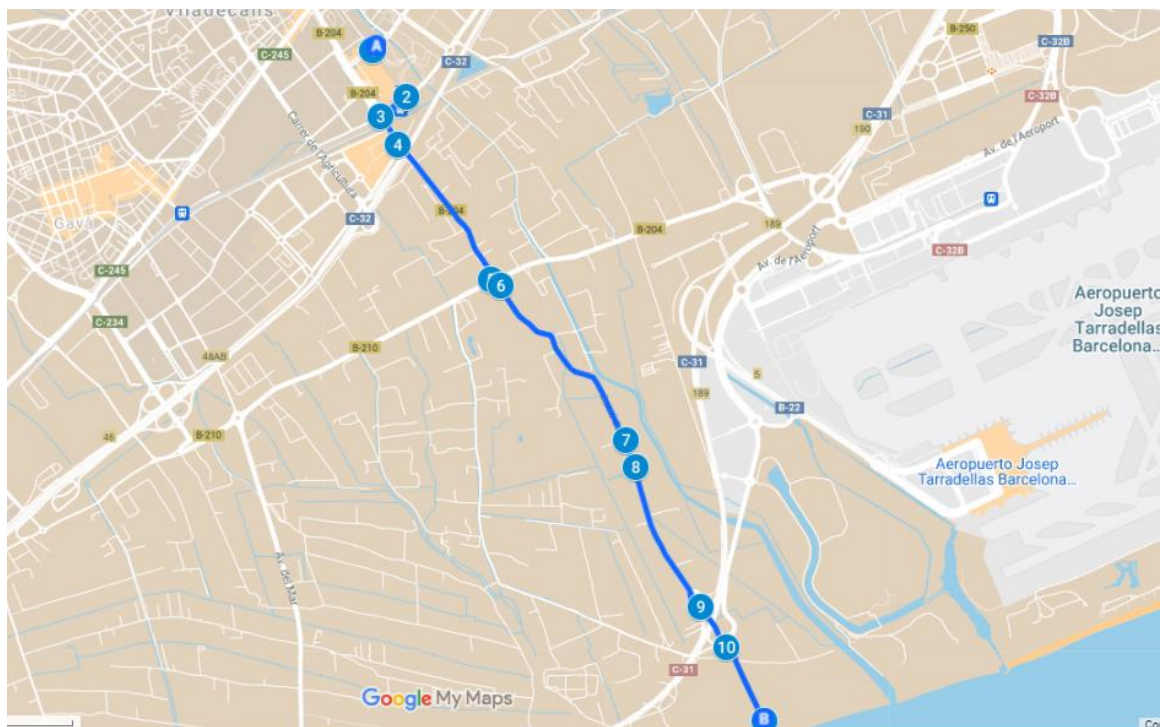 Viladecans
B-204
A
C-245
C-32
B-250
C-32B
2
B-204
3
C-31
C-32B
4
190
Av. de l'Aeroport
Carrer de l'Agricultura
Gavà
B-204
C-32
189
B-204
C-32B
C-245
Av. de l'Aeroport
6
Aeropuerto
Josep
Tarradellas
Barcelona...
C-234
48AB
B-210
C-31
5
189
B-22
46
B-210
7
8
Aeropuerto Josep
Tarradellas Barcelona...
Av. del Mar
9
10
C-31
Google My Maps
B